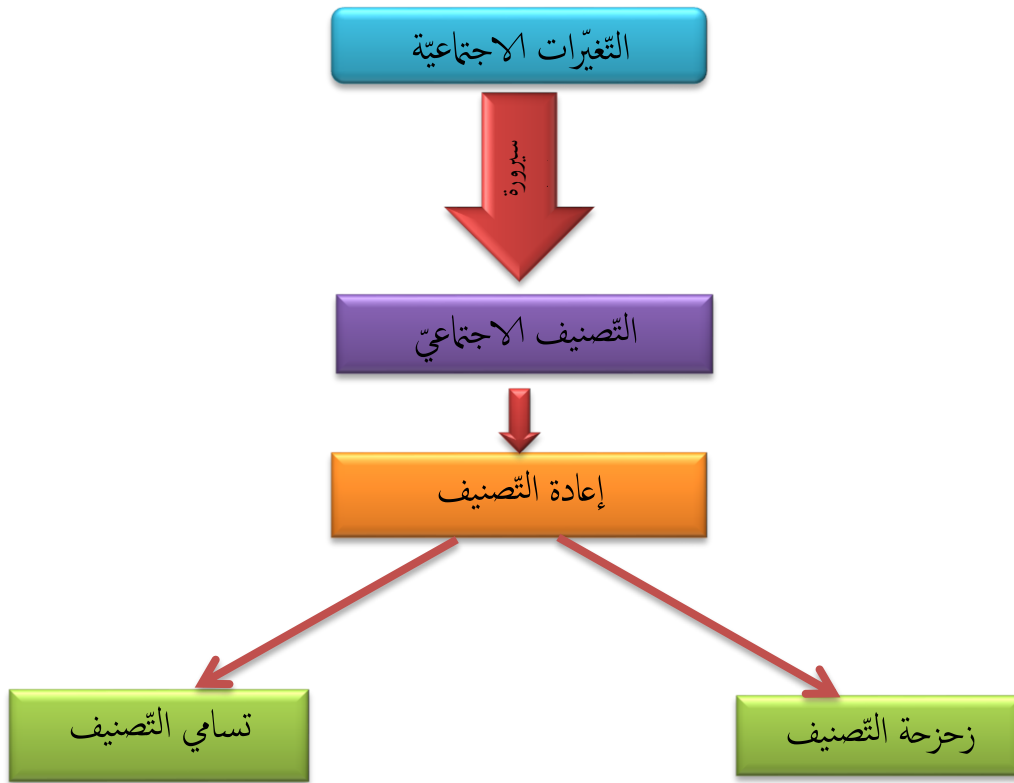 التّغيّرات الاجتماعيّة
سيرورة
التّصنيف الاجتماعيّ
إعادة التّصنيف
زحزحة التّصنيف
تسامي التّصنيف